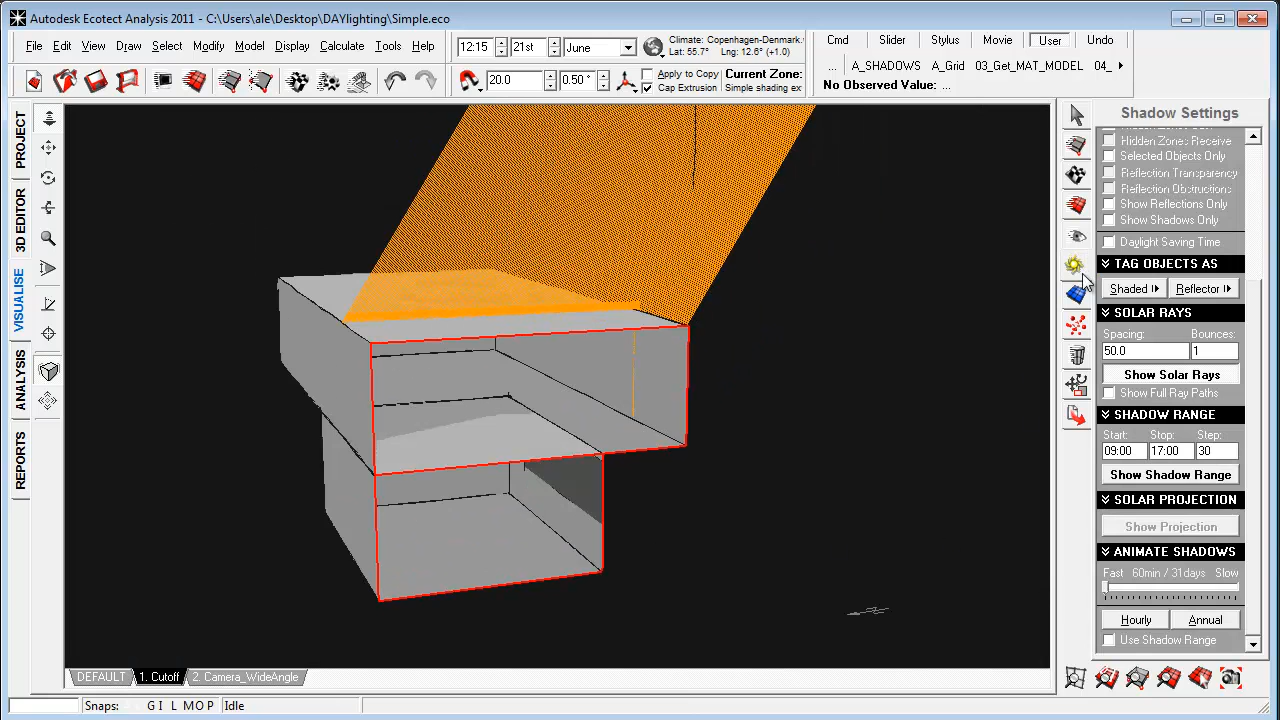 Autodesk Ecotect Analysis 2011 - C:\Users\ale\Desktop\DAYlighting\Simple.eco
File Edit View Draw Select Modify Model Display Calculate Tools Help
12:15 21st June
Climate: Copenhagen-Denmark.
Lat: 55.7° Lng: 12.6° (+1.0)
Cmd Slider Stylus Movie User Undo
... A_SHADOWS A_Grid 03_Get_MAT_MODEL 04_
20.0 0.50°
Apply to Copy
Cap Extrusion
Current Zone:
Simple shading ex
No Observed Value: ...
PROJECT
3D EDITOR
VISUALISE
ANALYSIS
REPORTS
Shadow Settings
Hidden Zones Receive
Selected Objects Only
Reflection Transparency
Reflection Obstructions
Show Reflections Only
Show Shadows Only
Daylight Saving Time
TAG OBJECTS AS
Shaded Reflector
SOLAR RAYS
Spacing: Bounces:
50.0 1
Show Solar Rays
Show Full Ray Paths
SHADOW RANGE
Start: Stop: Step:
09:00 17:00 30
Show Shadow Range
SOLAR PROJECTION
Show Projection
ANIMATE SHADOWS
Fast 60min / 31days Slow
Hourly Annual
Use Shadow Range
DEFAULT 1. Cutoff 2. Camera_WideAngle
Snaps: G I L M O P Idle